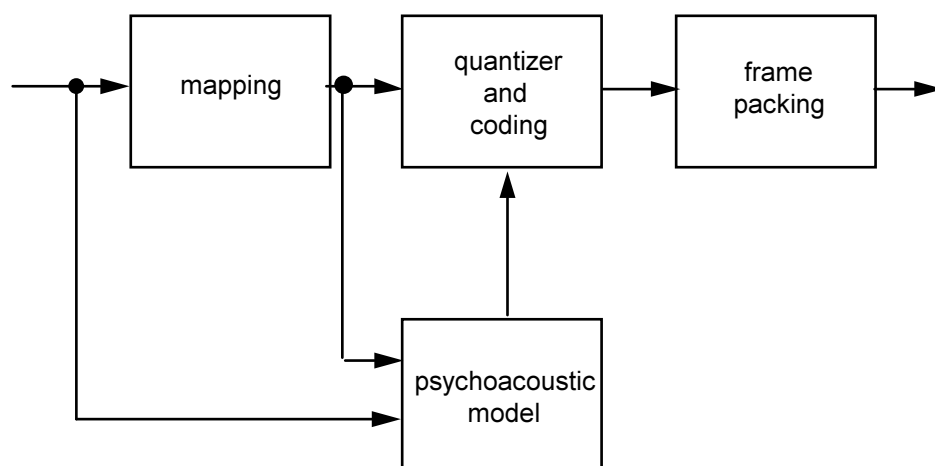 mapping
quantizer
and
coding
frame
packing
psychoacoustic
model